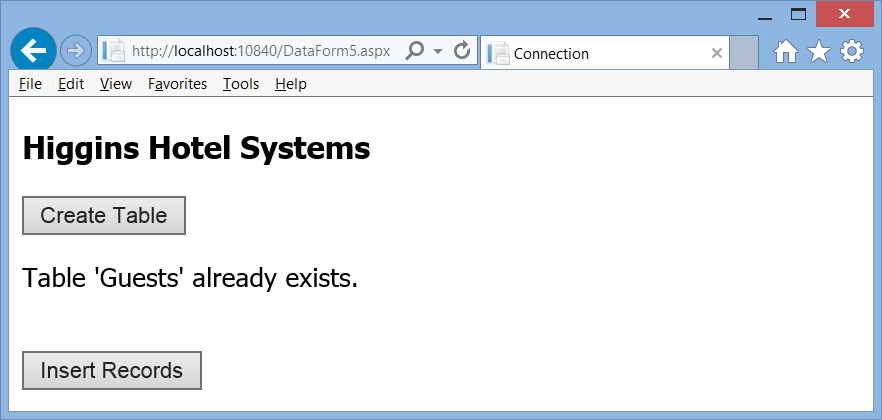 http://localhost:10840/DataForm5.aspx
Connection
File Edit View Favorites Tools Help
Higgins Hotel Systems
Create Table
Table 'Guests' already exists.
Insert Records